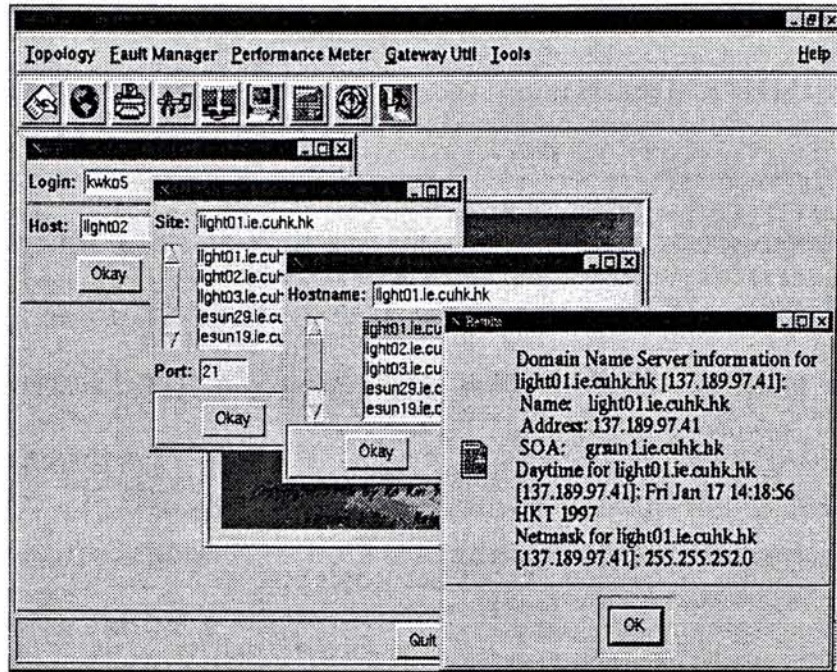 Topology Fault Manager Performance Meter Gateway Util Tools Help
Login: kwko5
Host: light02
Okay
Site: light01.ie.cuhk.hk
light01.ie.cuh
light02.ie.cuh
light03.ie.cuh
iesun29.ie.cu
iesun19.ie.cu
Port: 21
Okay
Hostname: light01.ie.cuhk.hk
light01.ie.cu
light02.ie.cu
light03.ie.cu
iesun29.ie.c
iesun19.ie.c
Okay
Results
Domain Name Server information for
light01.ie.cuhk.hk [137.189.97.41]:
Name: light01.ie.cuhk.hk
Address: 137.189.97.41
SOA: grain1.ie.cuhk.hk
Daytime for light01.ie.cuhk.hk
[137.189.97.41]: Fri Jan 17 14:18:56
HKT 1997
Netmask for light01.ie.cuhk.hk
[137.189.97.41]: 255.255.252.0
OK
by Ko Kin
Quit